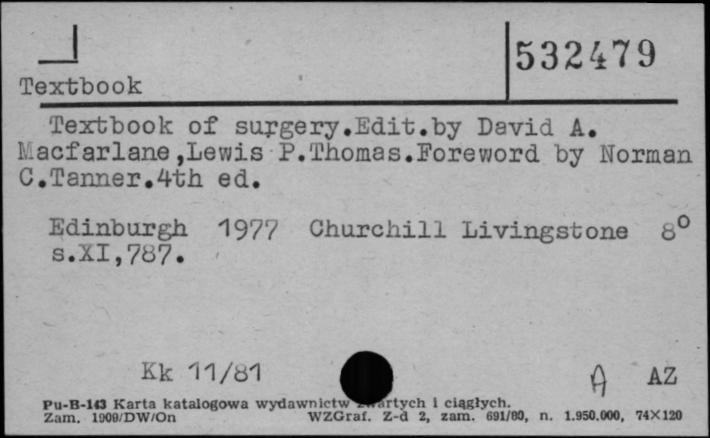 532479
Textbook
Textbook of surgery.Edit.by David A.
Macfarlane,Lewis P.Thomas.Foreword by Norman
C.Tanner.4th ed.
Edinburgh 1977 Churchill Livingstone 8°
s.XI,787.
Kk 11/81 A AZ
Pu-B-143 Karta katalogowa wydawnictw zwartych i ciągłych.
Zam. 1909/DW/On WZGraf. Z-d 2, zam. 691/80, n. 1.950.000, 74×120